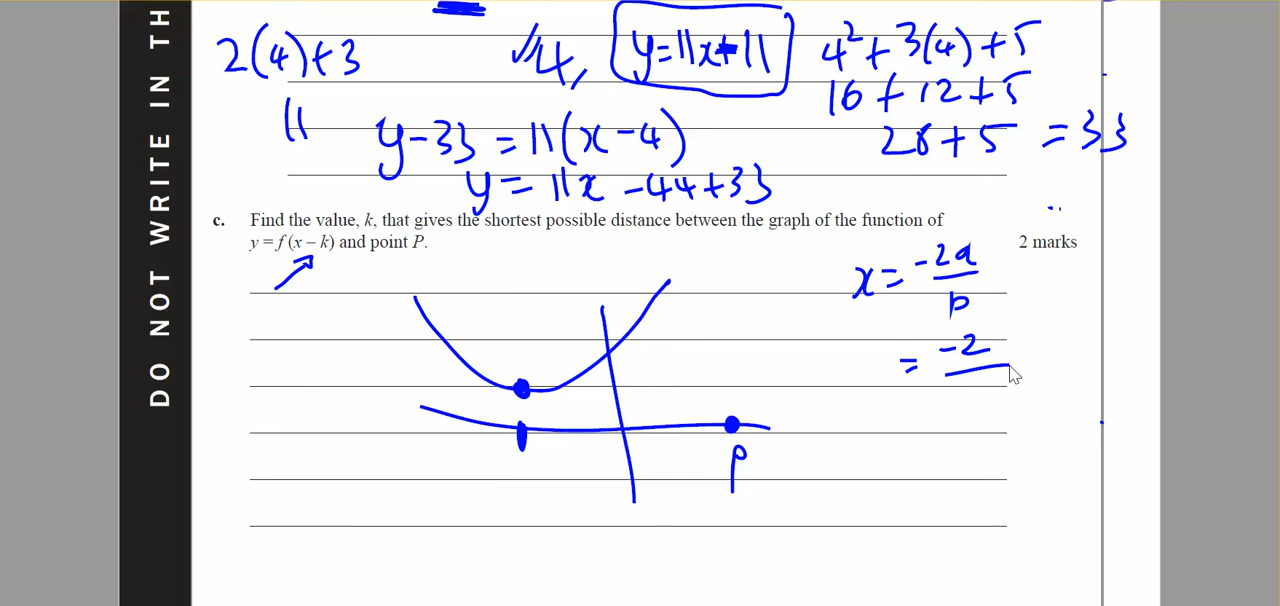 2(4)+3
√4, y=11x-11
4² + 3(4) + 5
16 + 12 + 5
11
y-33 = 11(x-4)
28+5 = 33
y = 11x -44+33
c. Find the value, k, that gives the shortest possible distance between the graph of the function of
y = f (x – k) and point P.
2 marks
x = -2a/b
= -2
P
DO NOT WRITE IN TH